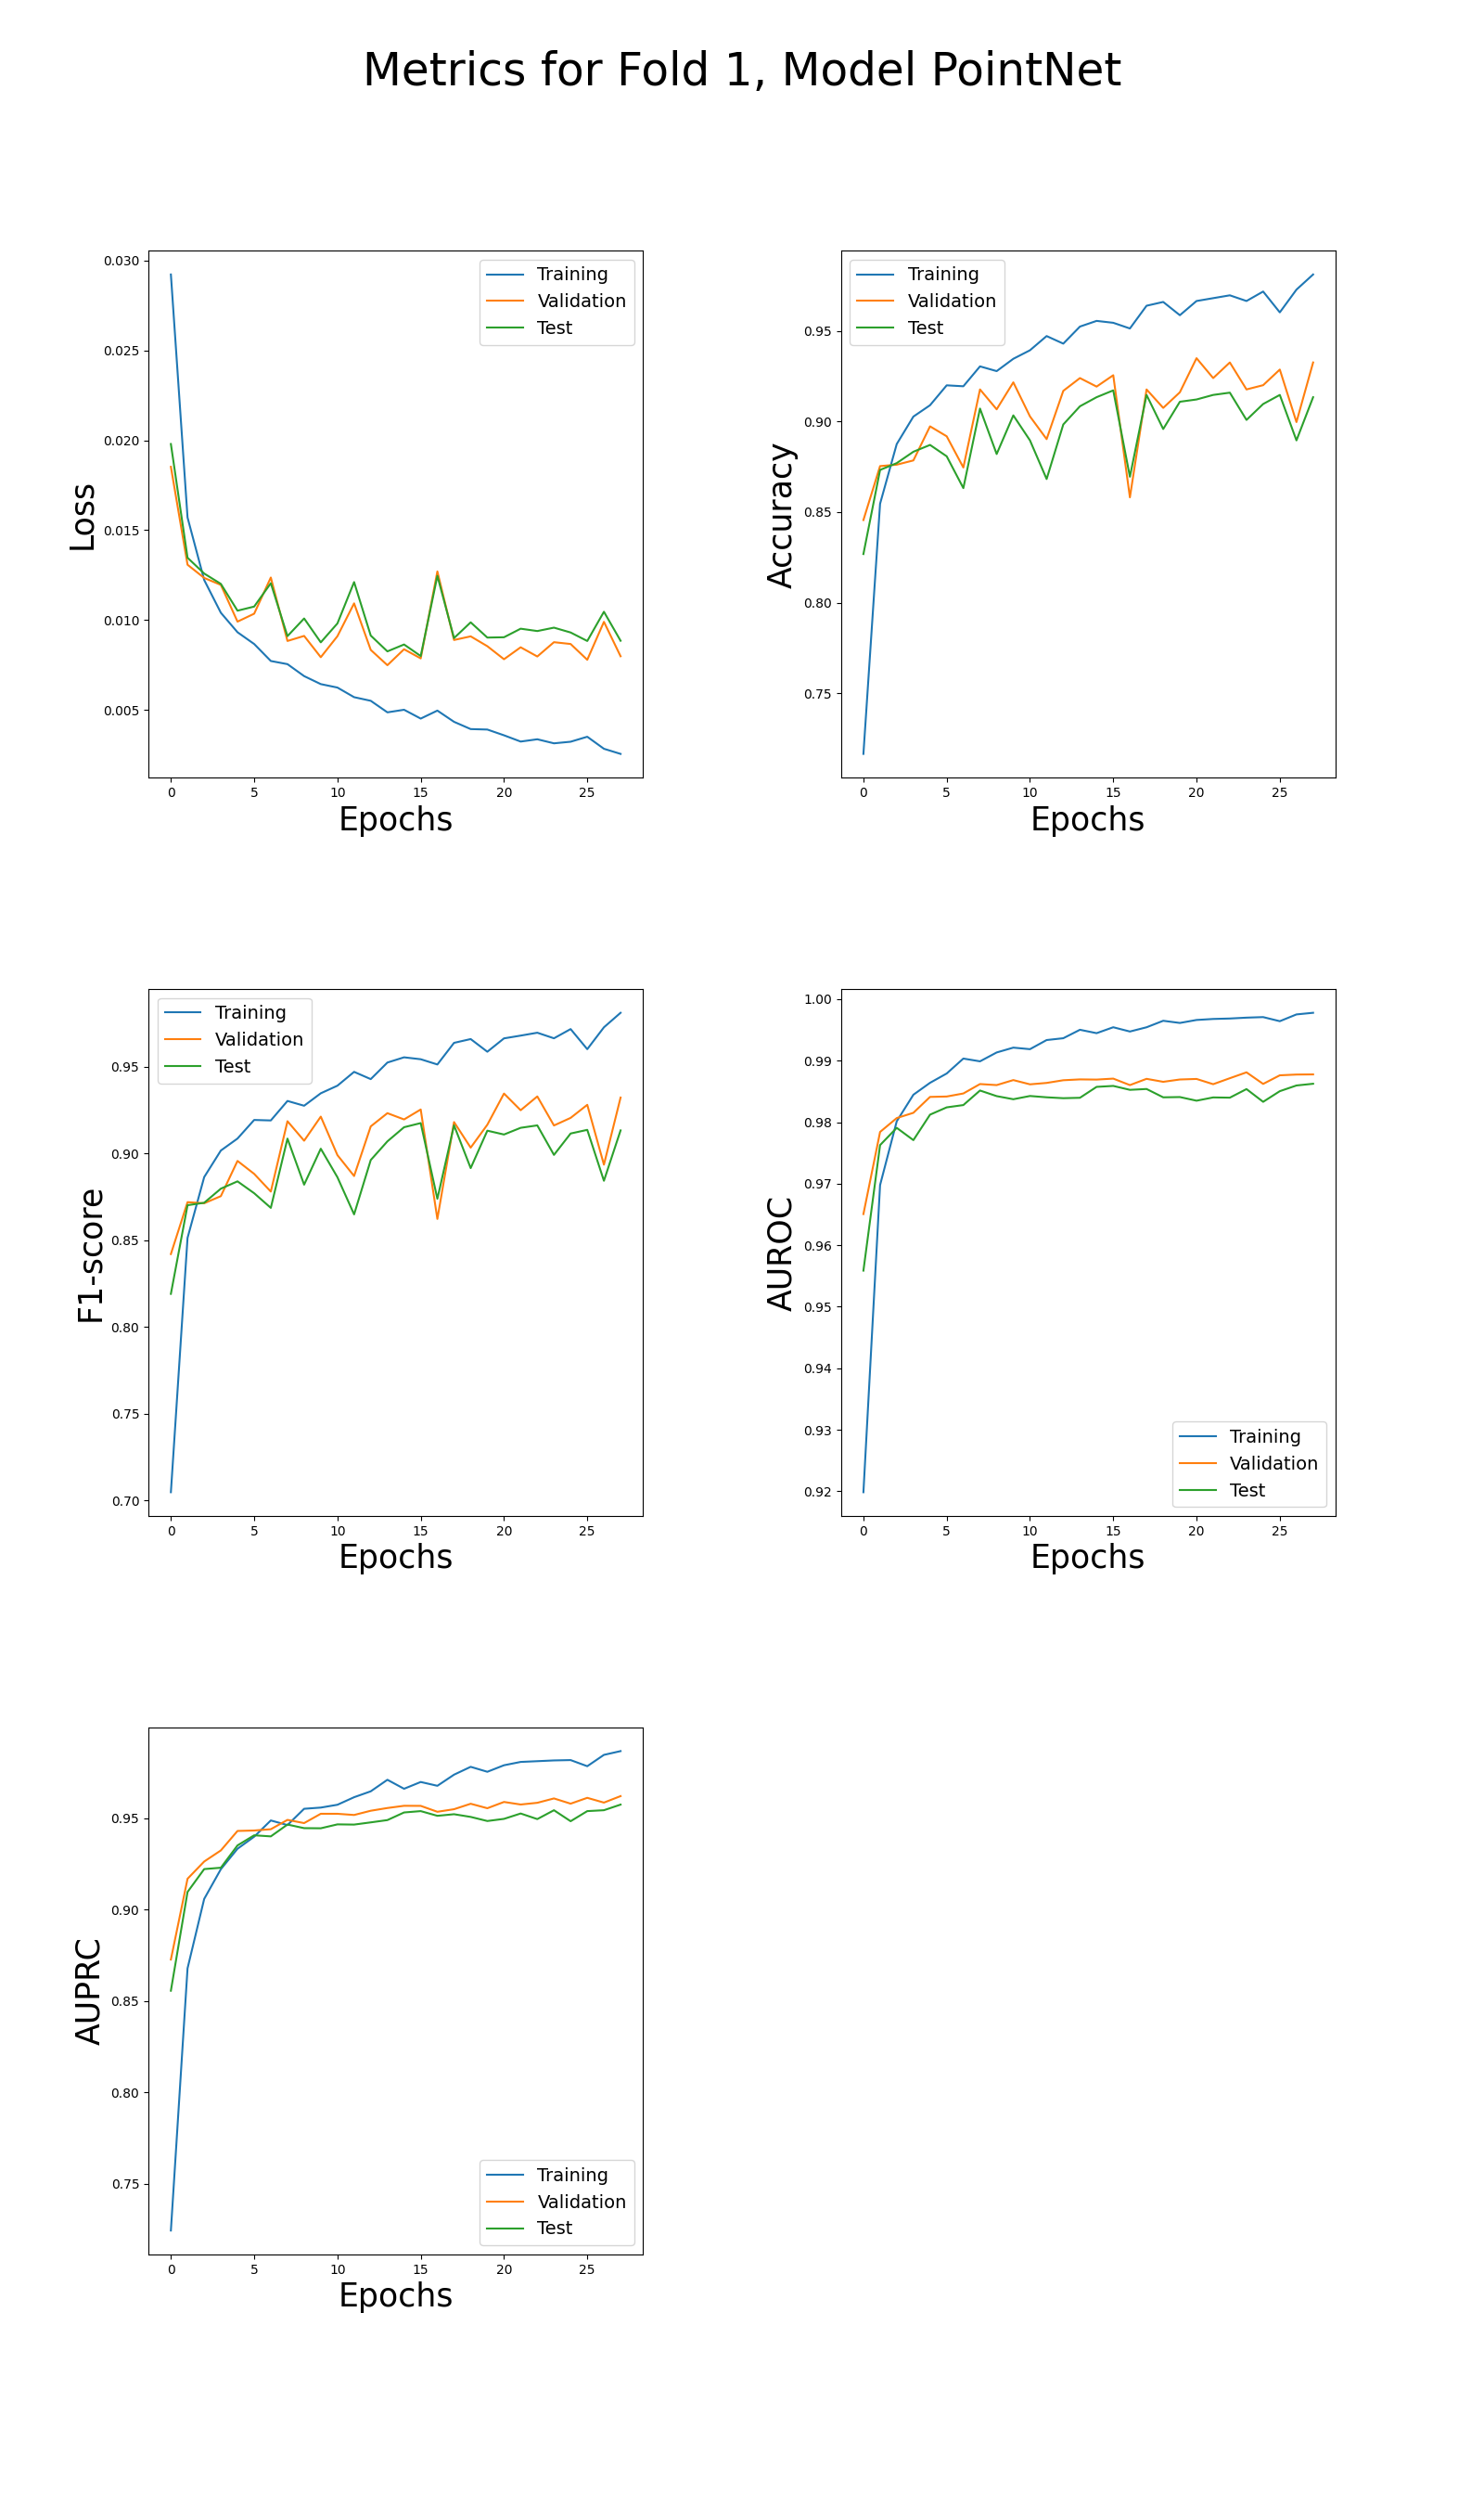 Metrics for Fold 1, Model PointNet
0.030
0.025
0.020
0.015
0.010
0.005
Loss
Training
Validation
Test
0 5 10 15 20 25
Epochs
0.95
0.90
0.85
0.80
0.75
Accuracy
Training
Validation
Test
0 5 10 15 20 25
Epochs
0.95
0.90
0.85
0.80
0.75
0.70
F1-score
Training
Validation
Test
0 5 10 15 20 25
Epochs
1.00
0.99
0.98
0.97
0.96
0.95
0.94
0.93
0.92
AUROC
Training
Validation
Test
0 5 10 15 20 25
Epochs
0.95
0.90
0.85
0.80
0.75
AUPRC
Training
Validation
Test
0 5 10 15 20 25
Epochs